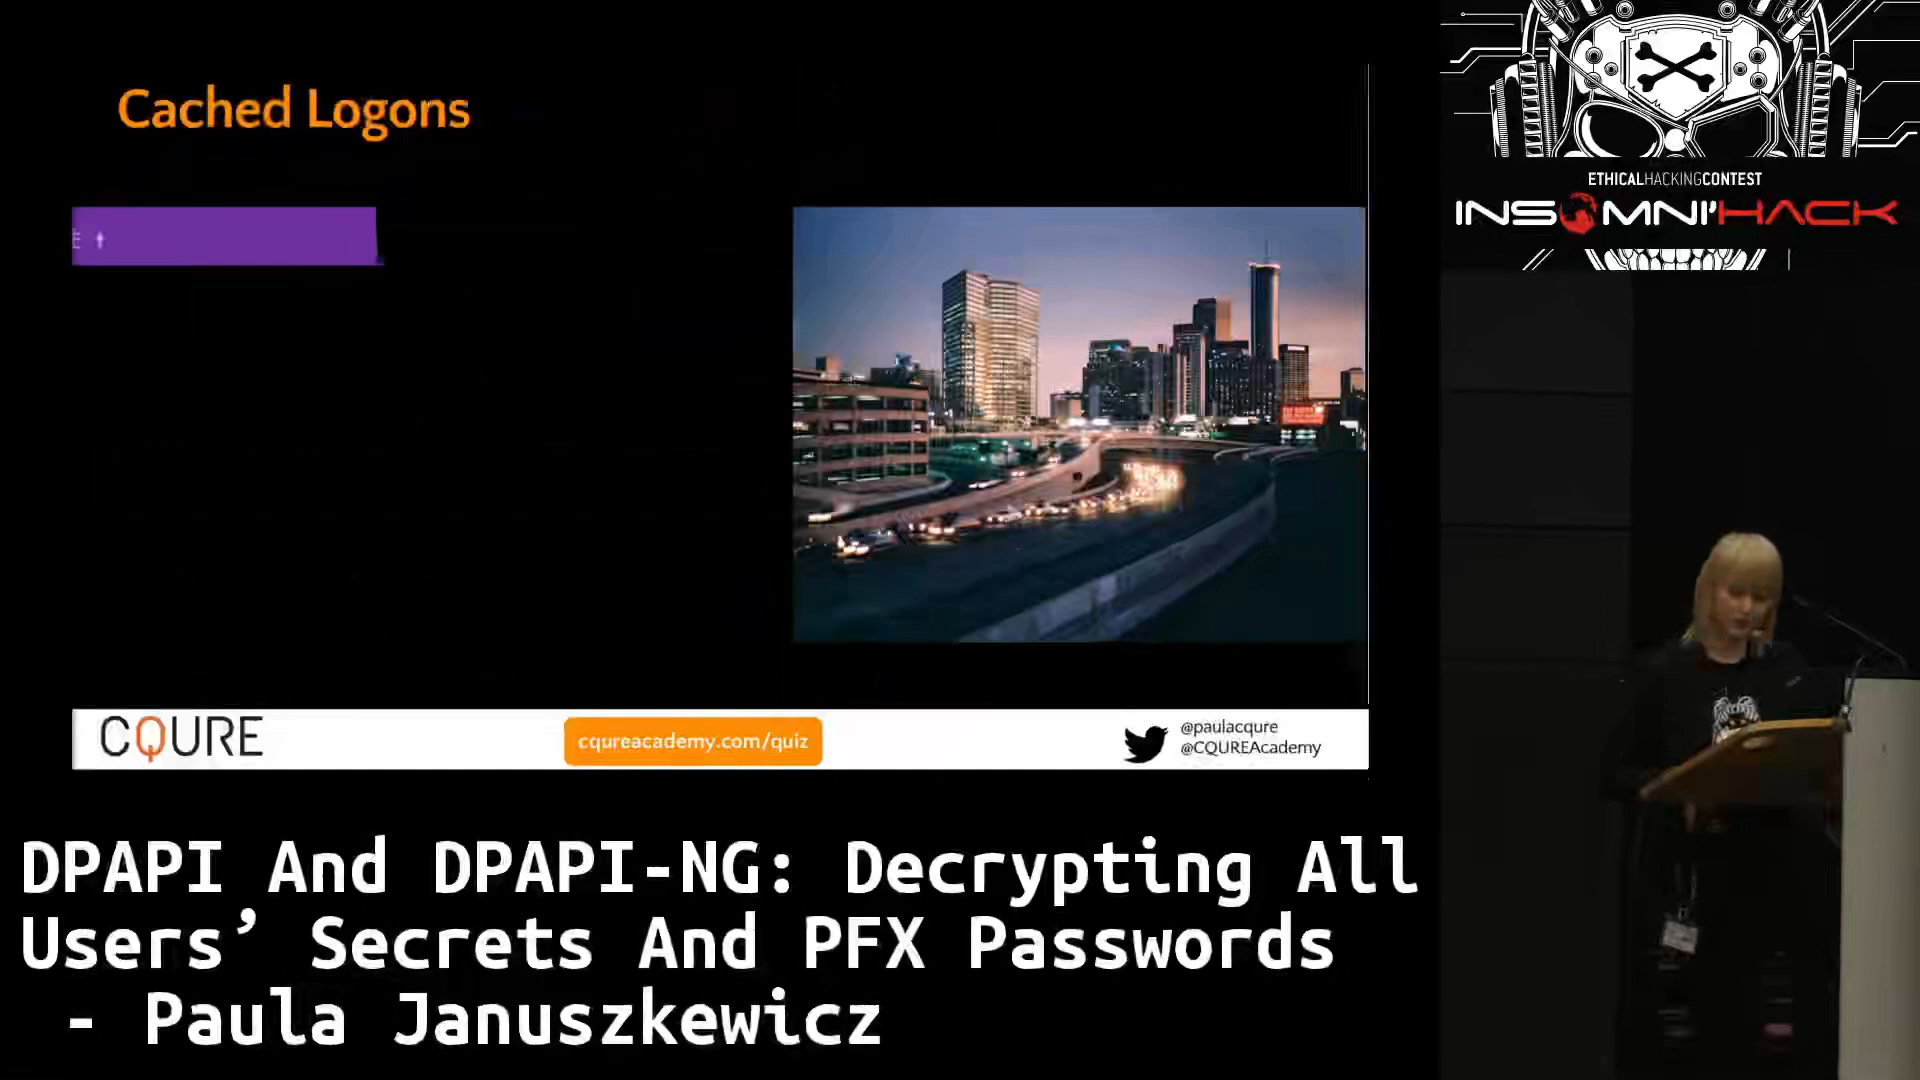 Cached Logons
ETHICALHACKINGCONTEST
INSOMNI'HACK
CQURE
cqureacademy.com/quiz
@paulacqure
@CQUREAcademy
DPAPI And DPAPI-NG: Decrypting All
Users’ Secrets And PFX Passwords
- Paula Januszkewicz